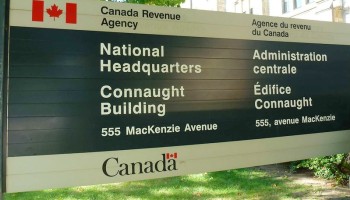 Canada Revenue
Agency
Agence du revenu
du Canada
National
Headquarters
Administration
centrale
Connaught
Building
Édifice
Connaught
555 MacKenzie Avenue
555, avenue MacKenzie
Canada